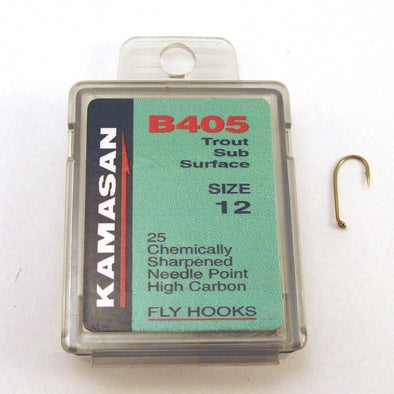 KAMASAN
B405
Trout
Sub
Surface
SIZE
12
25
Chemically
Sharpened
Needle Point
High Carbon
FLY HOOKS